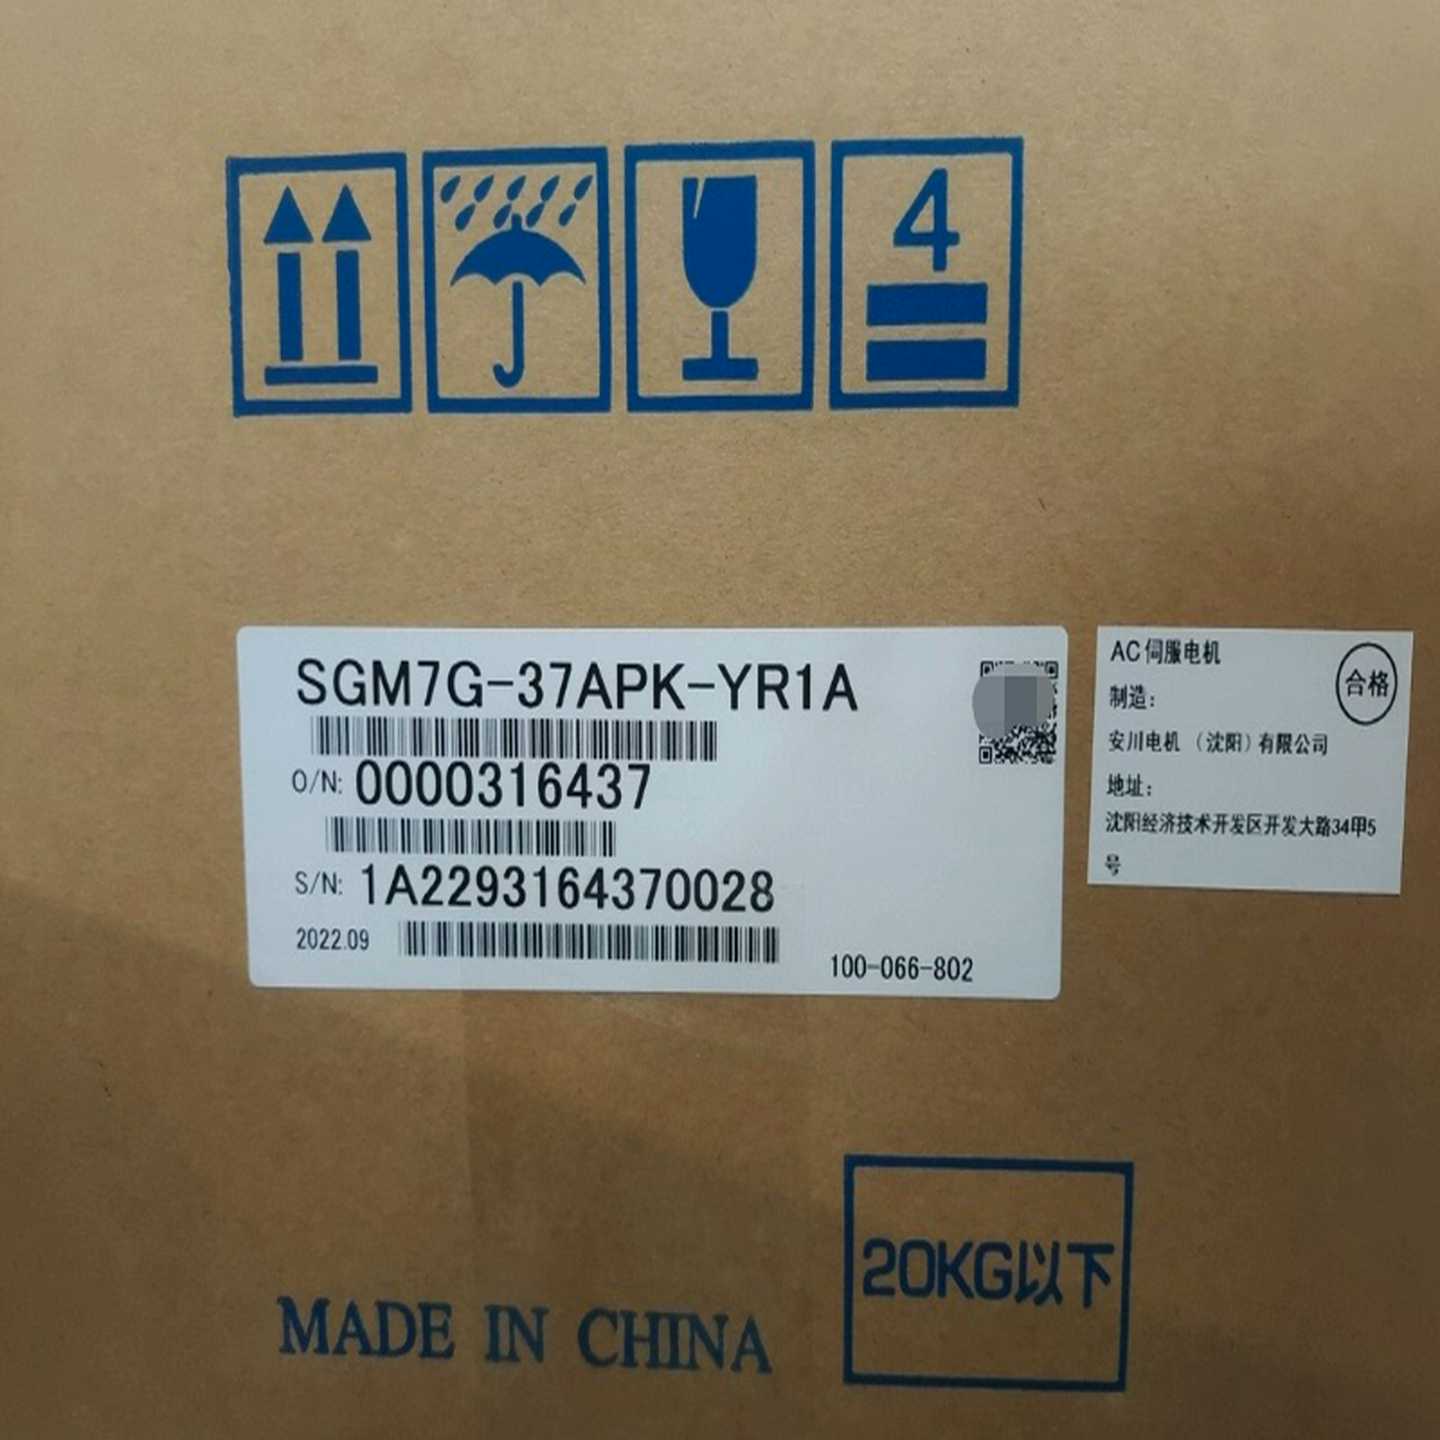 4
SGM7G-37APK-YR1A
O/N: 0000316437
S/N: 1A2293164370028
2022.09
100-066-802
AC伺服电机
合格
制造：
安川电机（沈阳）有限公司
地址：
沈阳经济技术开发区开发大路34甲5
号
20KG以下
MADE IN CHINA